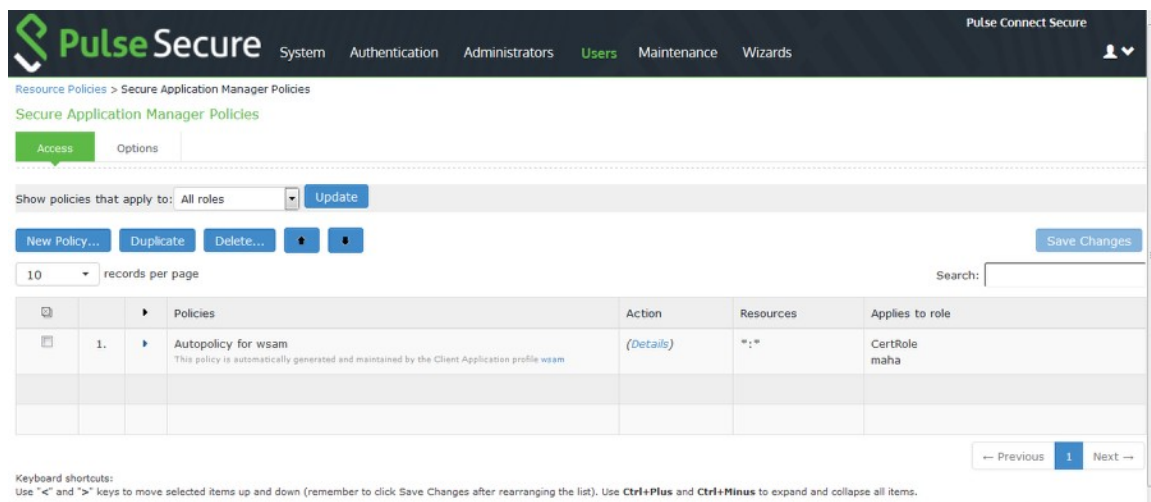 Pulse Connect Secure
Pulse Secure System Authentication Administrators Users Maintenance Wizards
Resource Policies > Secure Application Manager Policies
Secure Application Manager Policies
Access Options
Show policies that apply to: All roles Update
New Policy... Duplicate Delete... Save Changes
10 records per page Search:
Policies Action Resources Applies to role
1. Autopolicy for wsam (Details) *:* CertRole
This policy is automatically generated and maintained by the Client Application profile wsam
maha
← Previous 1 Next →
Keyboard shortcuts:
Use "<" and ">" keys to move selected items up and down (remember to click Save Changes after rearranging the list). Use Ctrl+Plus and Ctrl+Minus to expand and collapse all items.